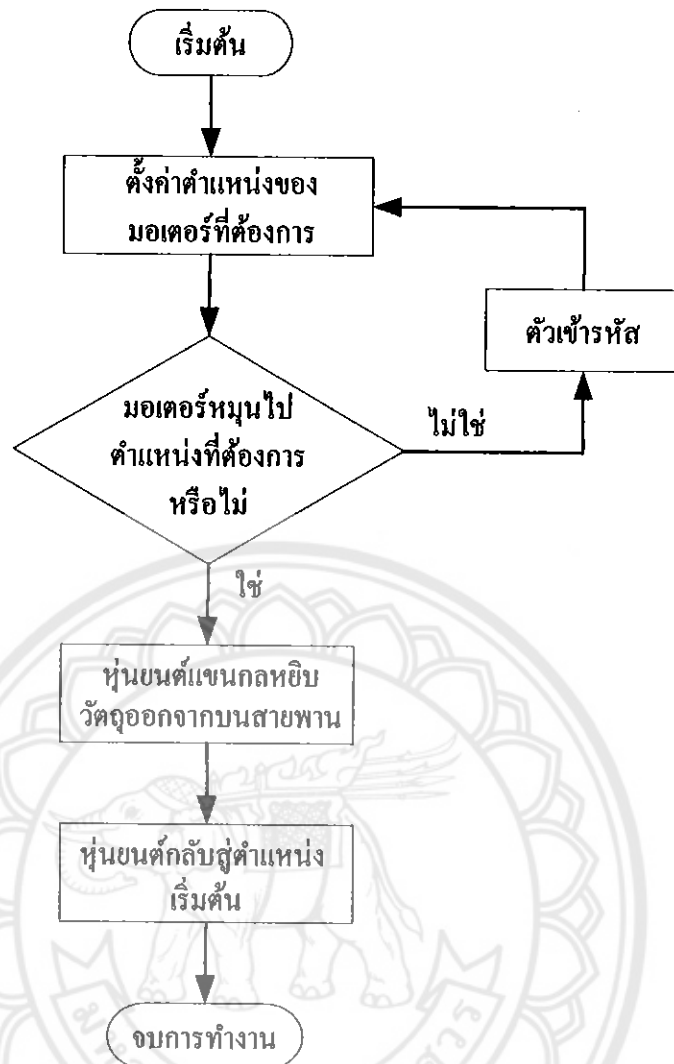 เริ่มต้น
ตั้งค่าตำแหน่งของ
มอเตอร์ที่ต้องการ
ตัวเข้ารหัส
มอเตอร์หมุนไป
ตำแหน่งที่ต้องการ
หรือไม่
ไม่ใช่
ใช่
หุ่นยนต์แขนกลหยิบ
วัตถุออกจากบนสายพาน
หุ่นยนต์กลับสู่ตำแหน่ง
เริ่มต้น
จบการทำงาน